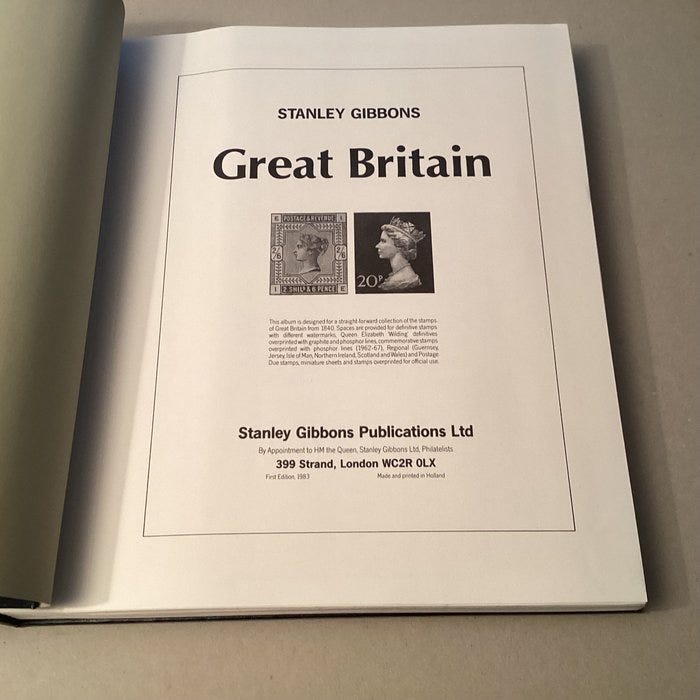 STANLEY GIBBONS
Great Britain
E POSTAGE & REVENUE I
2/6 2/6
I 2.SHILS & 6 PENCE E
20P
This album is designed for a straight-forward collection of the stamps
of Great Britain from 1840. Spaces are provided for definitive stamps
with different watermarks, Queen Elizabeth 'Wilding' definitives
overprinted with graphite and phosphor lines, commemorative stamps
overprinted with phosphor lines (1962-67), Regional (Guernsey,
Jersey, Isle of Man, Northern Ireland, Scotland and Wales) and Postage
Due stamps, miniature sheets and stamps overprinted for official use.
Stanley Gibbons Publications Ltd
By Appointment to HM the Queen, Stanley Gibbons Ltd, Philatelists
399 Strand, London WC2R 0LX
First Edition, 1983 Made and printed in Holland